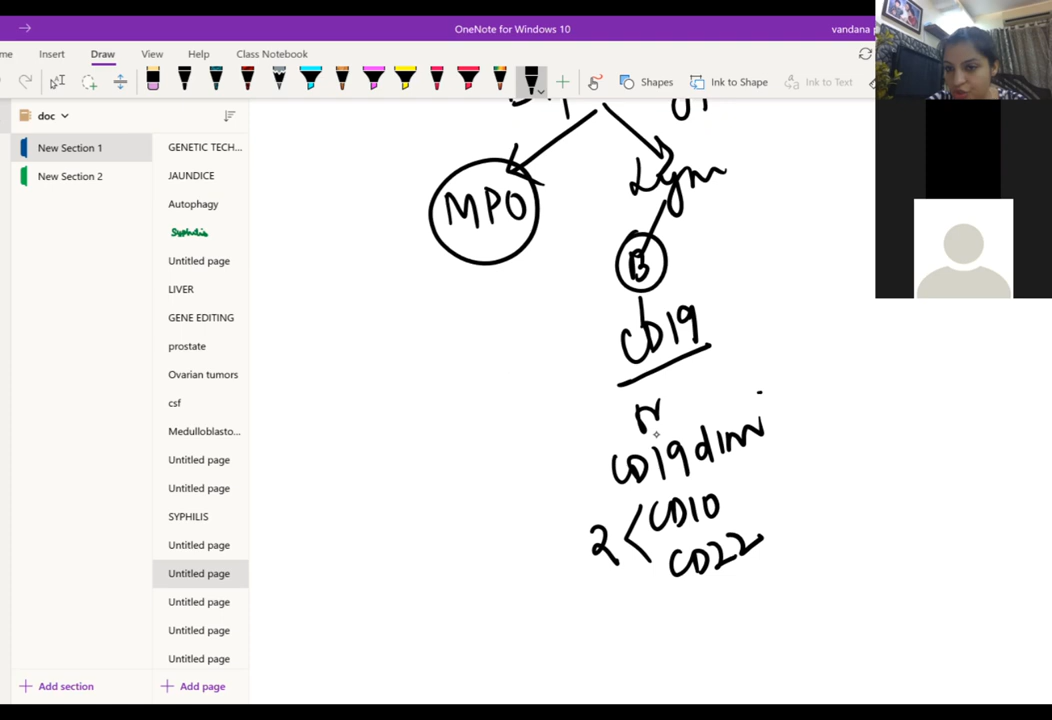 OneNote for Windows 10
vandana p
me Insert Draw View Help Class Notebook
Shapes Ink to Shape Ink to Text
doc
New Section 1
New Section 2
GENETIC TECH...
JAUNDICE
Autophagy
Syphilis
Untitled page
LIVER
GENE EDITING
prostate
Ovarian tumors
csf
Medulloblasto...
Untitled page
Untitled page
SYPHILIS
Untitled page
Untitled page
Untitled page
Untitled page
Untitled page
Add section
Add page
MPO
Lym
B
CD19
CD19 dim
2 < CD10
CD22